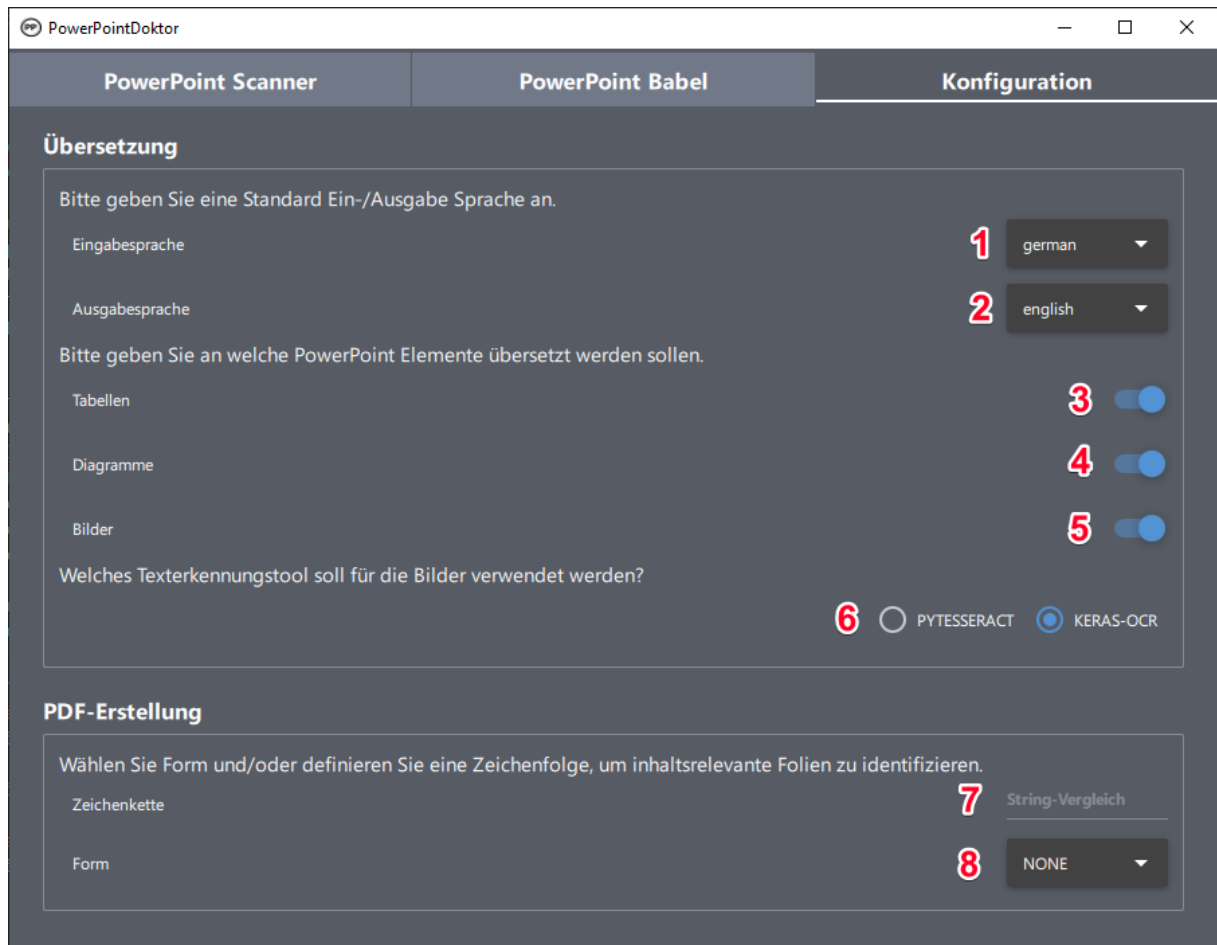 PP PowerPointDoktor
PowerPoint Scanner PowerPoint Babel Konfiguration
Übersetzung
Bitte geben Sie eine Standard Ein-/Ausgabe Sprache an.
Eingabesprache 1 german
Ausgabesprache 2 english
Bitte geben Sie an welche PowerPoint Elemente übersetzt werden sollen.
Tabellen 3
Diagramme 4
Bilder 5
Welches Texterkennungstool soll für die Bilder verwendet werden?
6 PYTESSERACT KERAS-OCR
PDF-Erstellung
Wählen Sie Form und/oder definieren Sie eine Zeichenfolge, um inhaltsrelevante Folien zu identifizieren.
Zeichenkette 7 String-Vergleich
Form 8 NONE